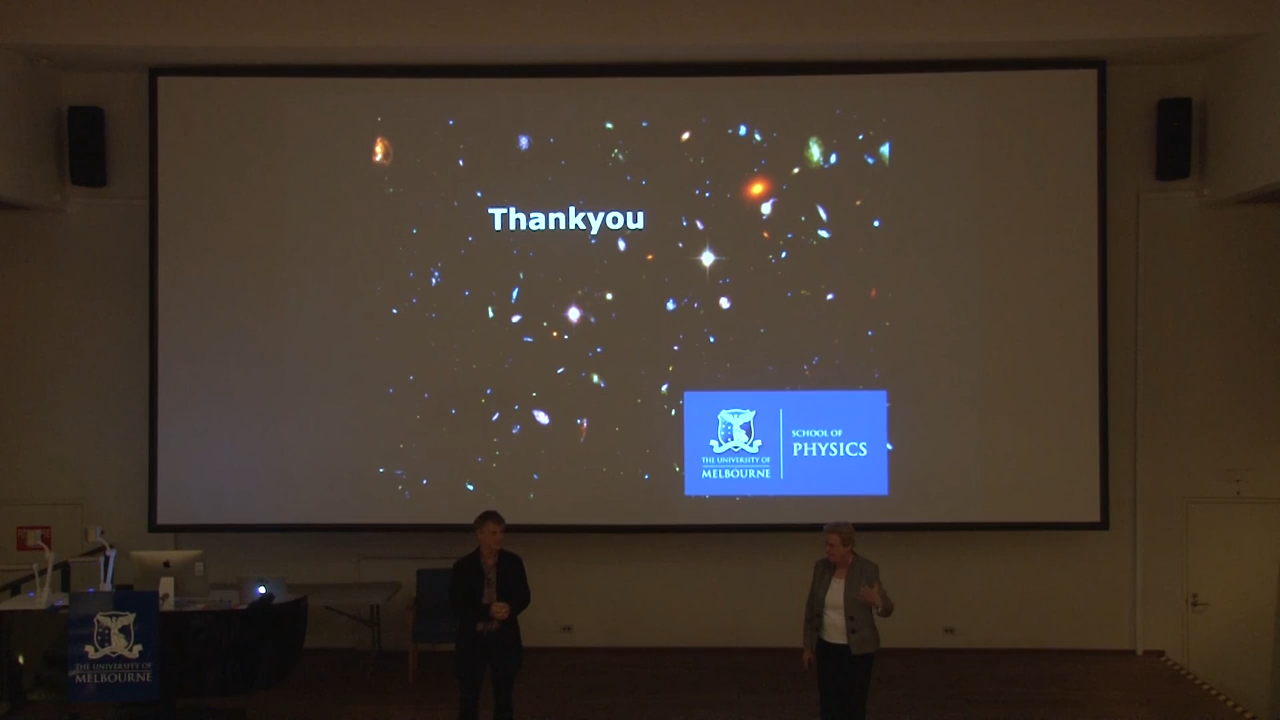 Thankyou
THE UNIVERSITY OF
MELBOURNE
SCHOOL OF
PHYSICS
THE UNIVERSITY OF
MELBOURNE